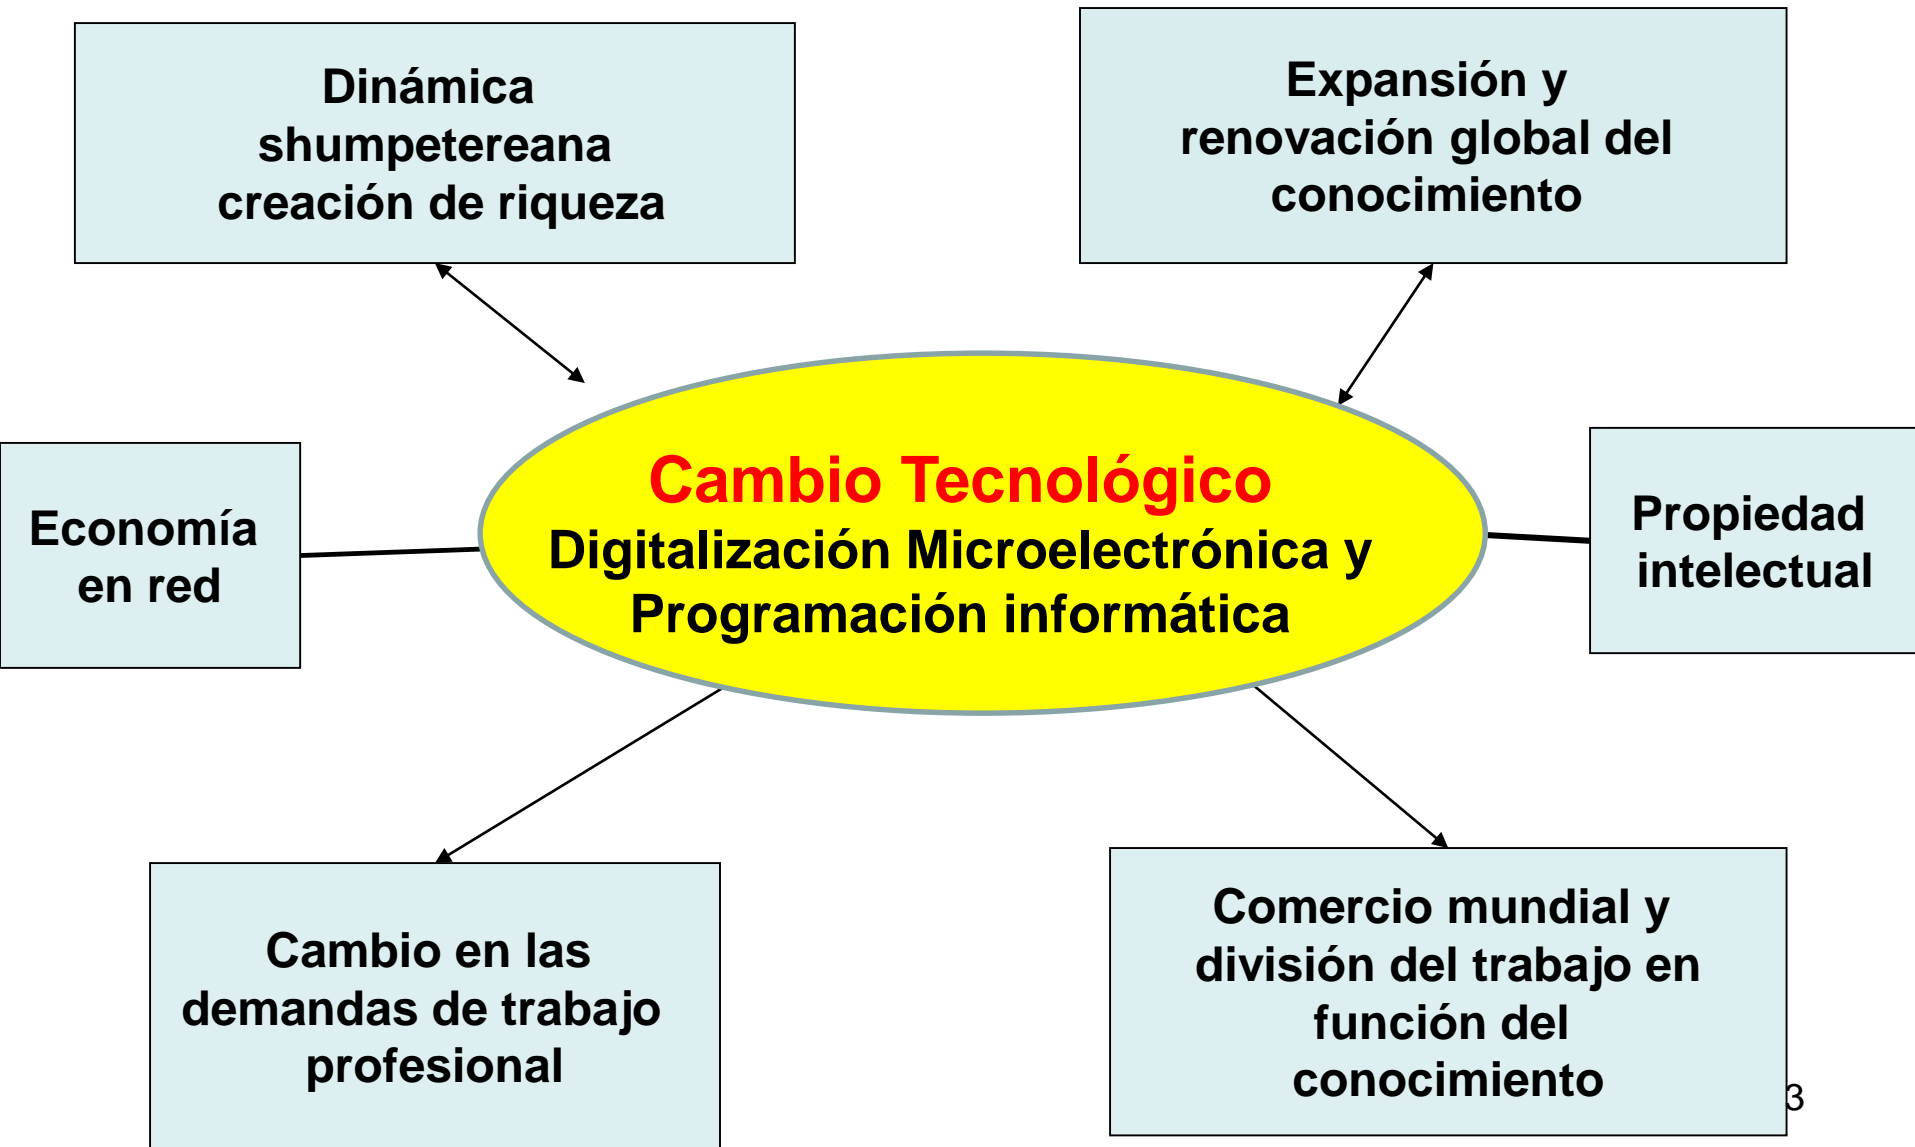 Dinámica
shumpetereana
creación de riqueza
Expansión y
renovación global del
conocimiento
Cambio Tecnológico
Digitalización Microelectrónica y
Programación informática
Economía
en red
Propiedad
intelectual
Cambio en las
demandas de trabajo
profesional
Comercio mundial y
división del trabajo en
función del
conocimiento
3